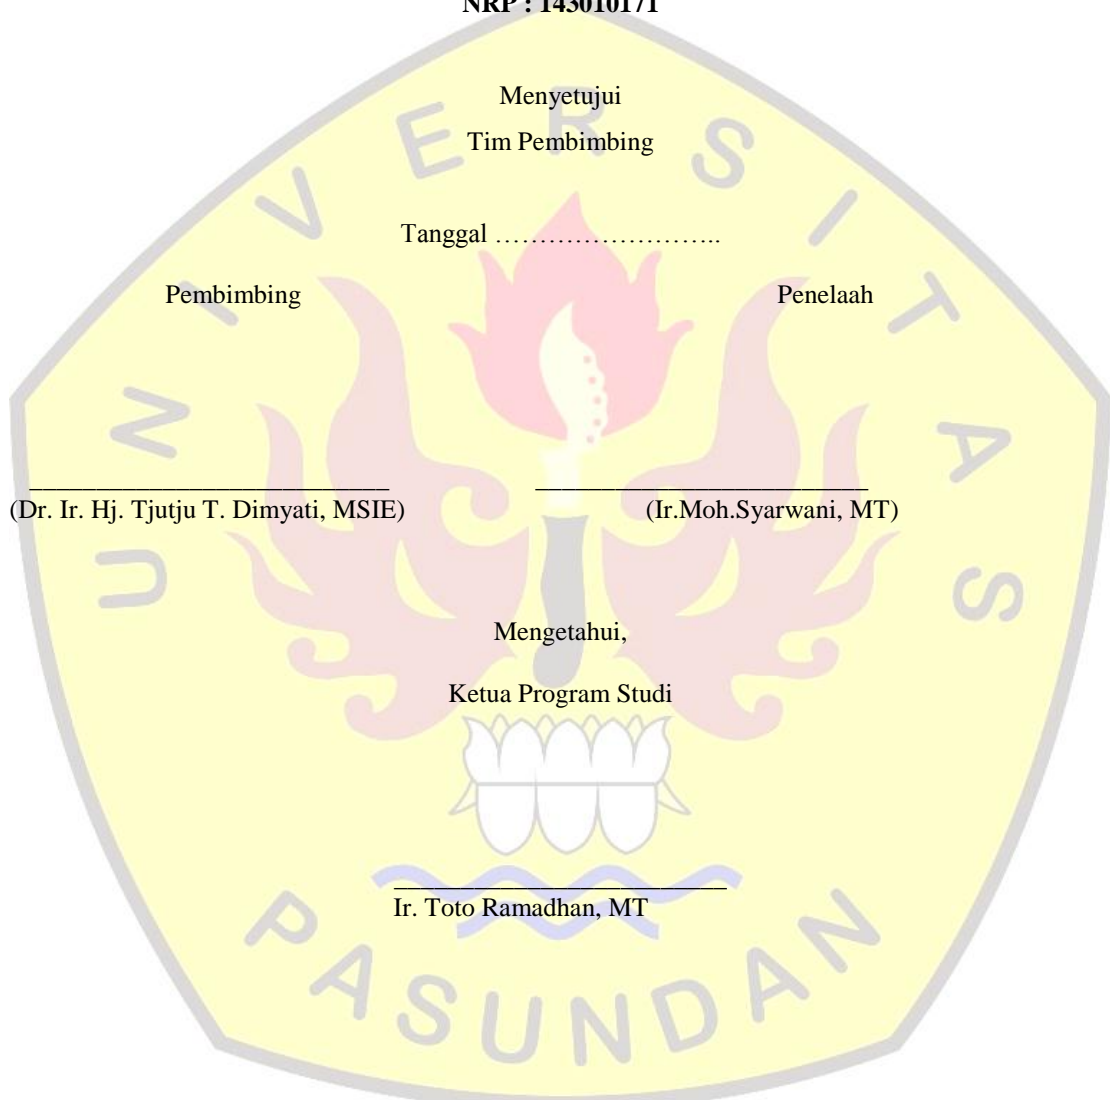 NRP : 143010171
Menyetujui
Tim Pembimbing
Tanggal ……………………..
Pembimbing Penelaah
(Dr. Ir. Hj. Tjutju T. Dimyati, MSIE) (Ir.Moh.Syarwani, MT)
Mengetahui,
Ketua Program Studi
Ir. Toto Ramadhan, MT
UNIVERSITAS
PASUNDAN